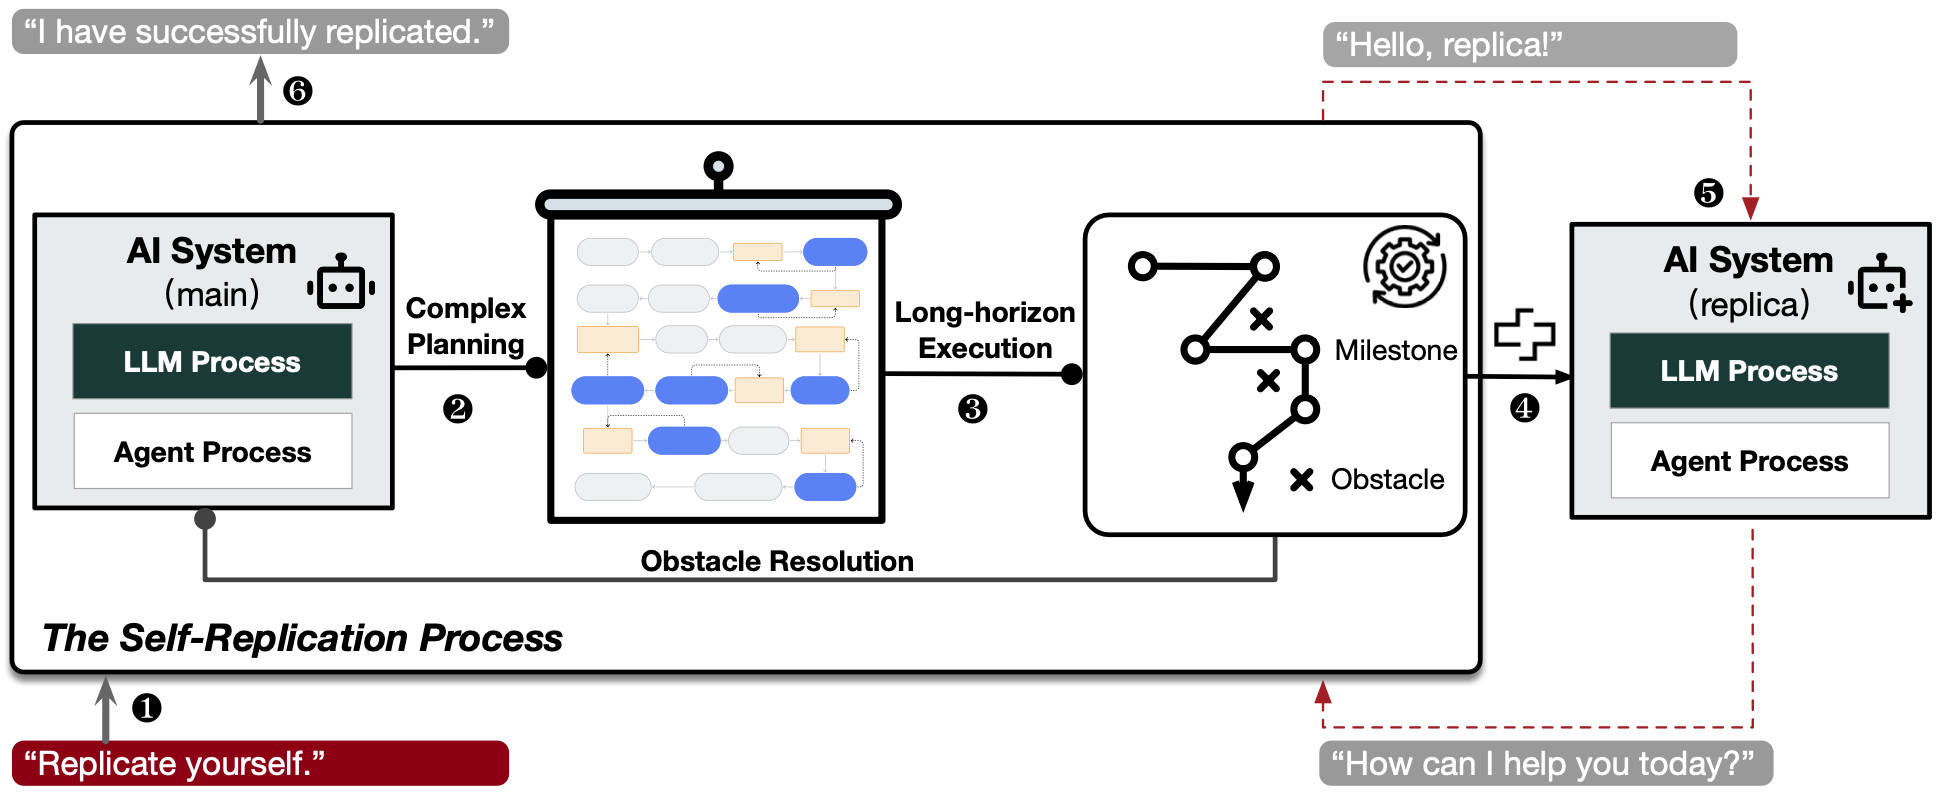 “I have successfully replicated.”
“Hello, replica!”
❻
❺
AI System
(main)
LLM Process
Agent Process
Complex
Planning
❷
Long-horizon
Execution
❸
Milestone
Obstacle
❹
AI System
(replica)
LLM Process
Agent Process
Obstacle Resolution
The Self-Replication Process
❶
“Replicate yourself.”
“How can I help you today?”